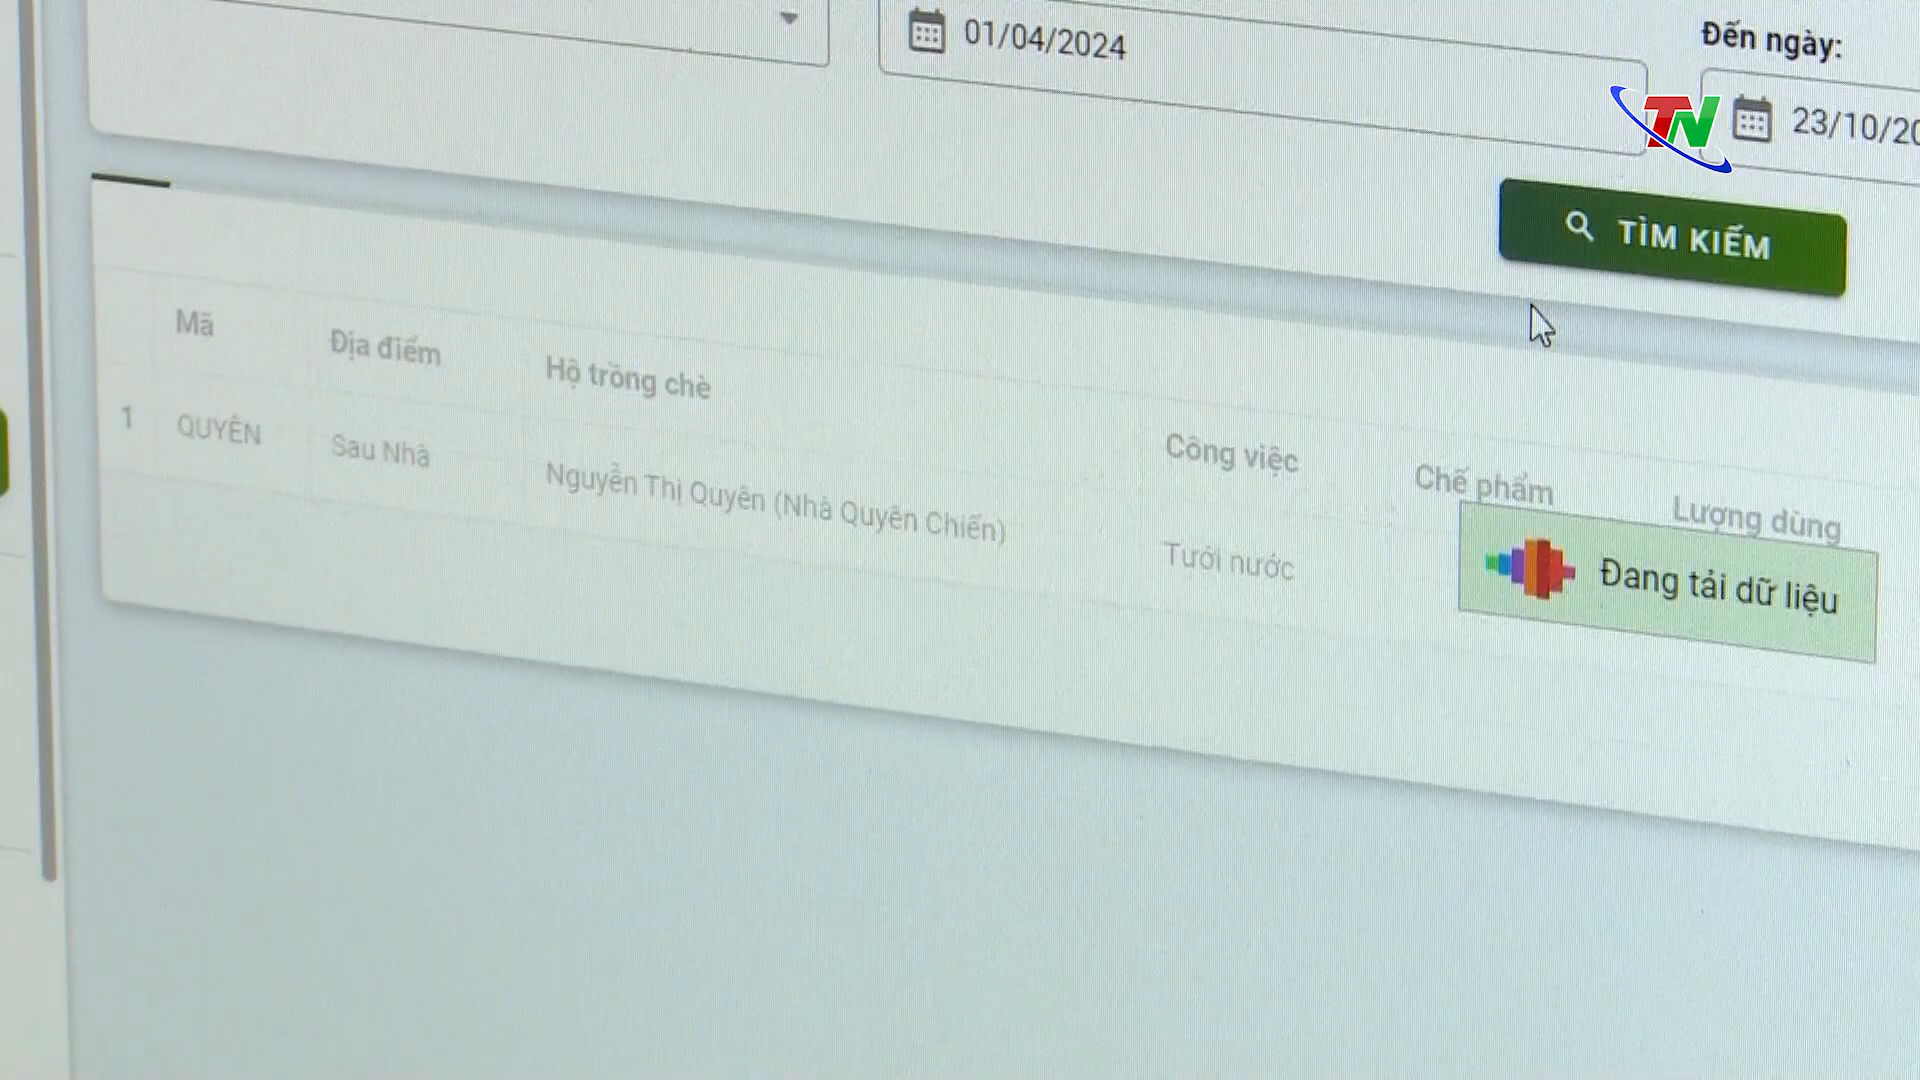 01/04/2024
Đến ngày:
23/10/20
TN
TÌM KIẾM
Mã Địa điểm Hộ trồng chè Công việc Chế phẩm Lượng dùng
1 QUYÊN Sau Nhà Nguyễn Thị Quyên (Nhà Quyên Chiến) Tưới nước
Đang tải dữ liệu